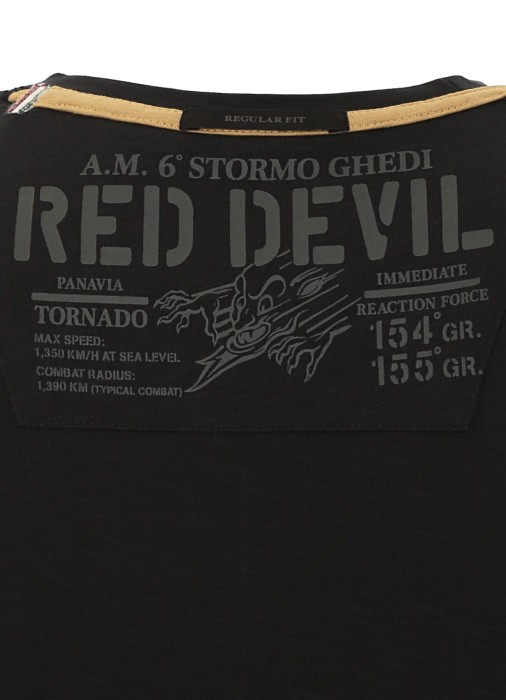 REGULAR FIT
A.M. 6° STORMO GHEDI
RED DEVIL
PANAVIA
TORNADO
MAX SPEED:
1,350 KM/H AT SEA LEVEL
COMBAT RADIUS:
1,390 KM (TYPICAL COMBAT)
IMMEDIATE
REACTION FORCE
154° GR.
155° GR.